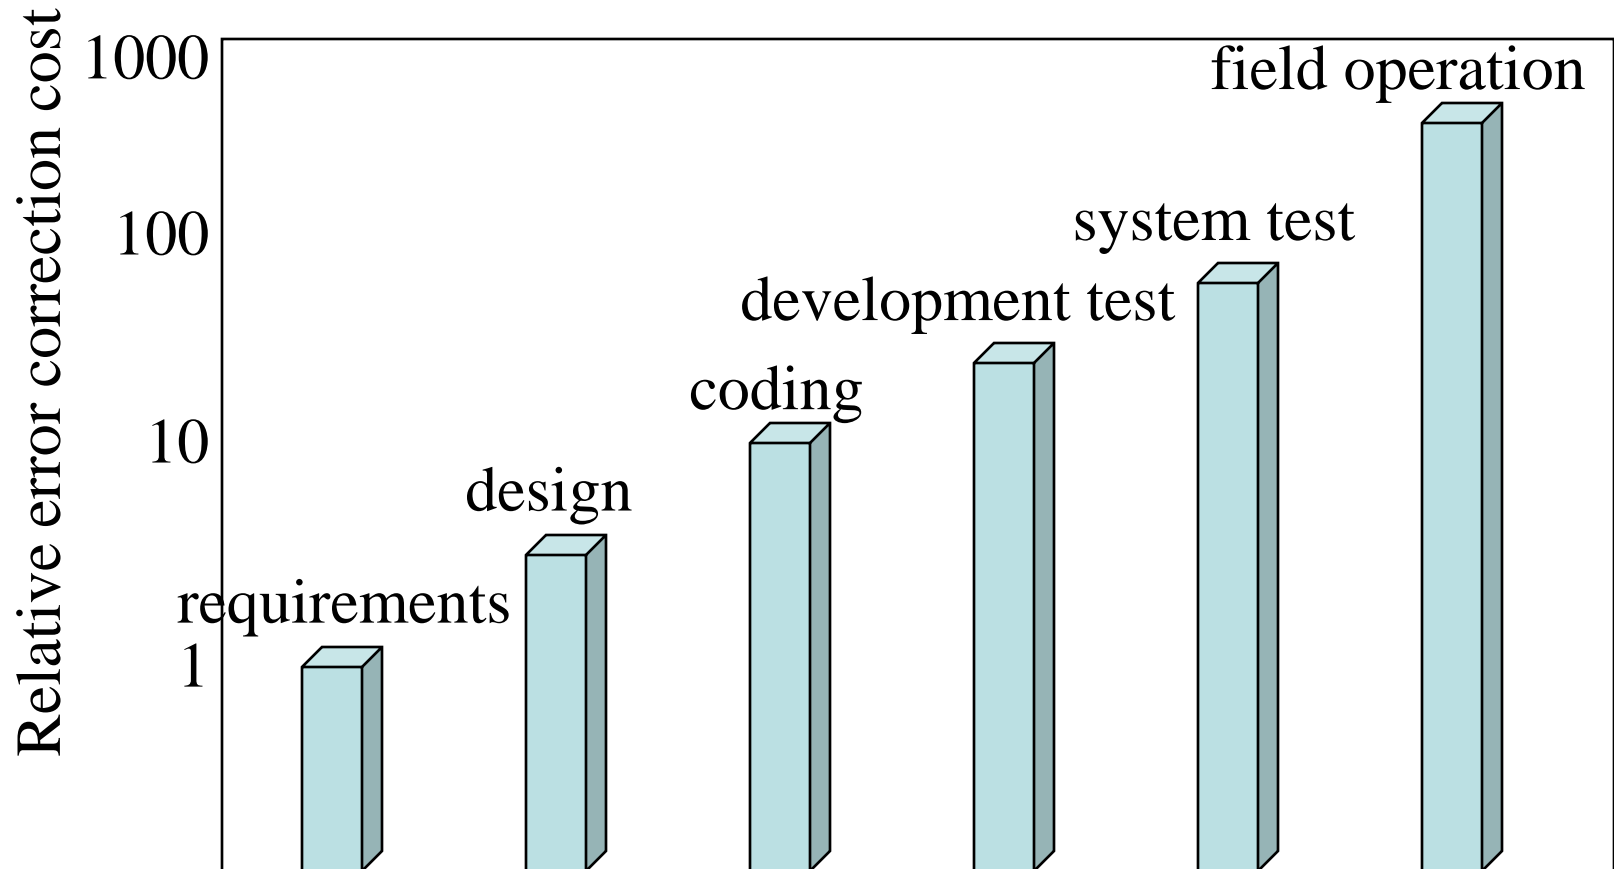 Relative error correction cost
1000
100
10
1
requirements
design
coding
development test
system test
field operation